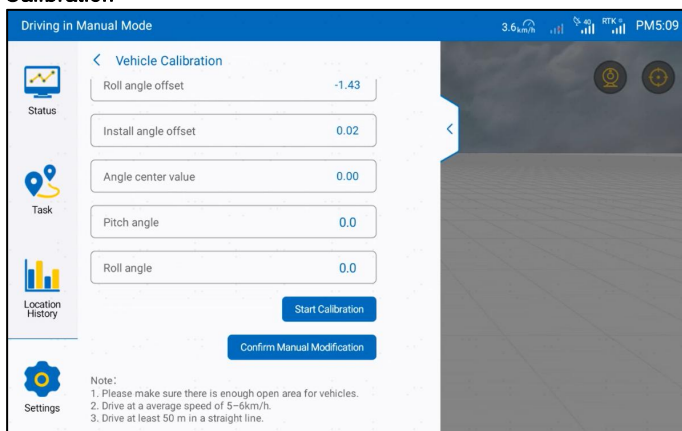 Driving in Manual Mode
3.6 km/h
40
RTK
PM5:09
Vehicle Calibration
Roll angle offset -1.43
Status
Install angle offset 0.02
Angle center value 0.00
Task
Pitch angle 0.0
Roll angle 0.0
Location
History
Start Calibration
Confirm Manual Modification
Settings
Note:
1. Please make sure there is enough open area for vehicles.
2. Drive at a average speed of 5–6km/h.
3. Drive at least 50 m in a straight line.